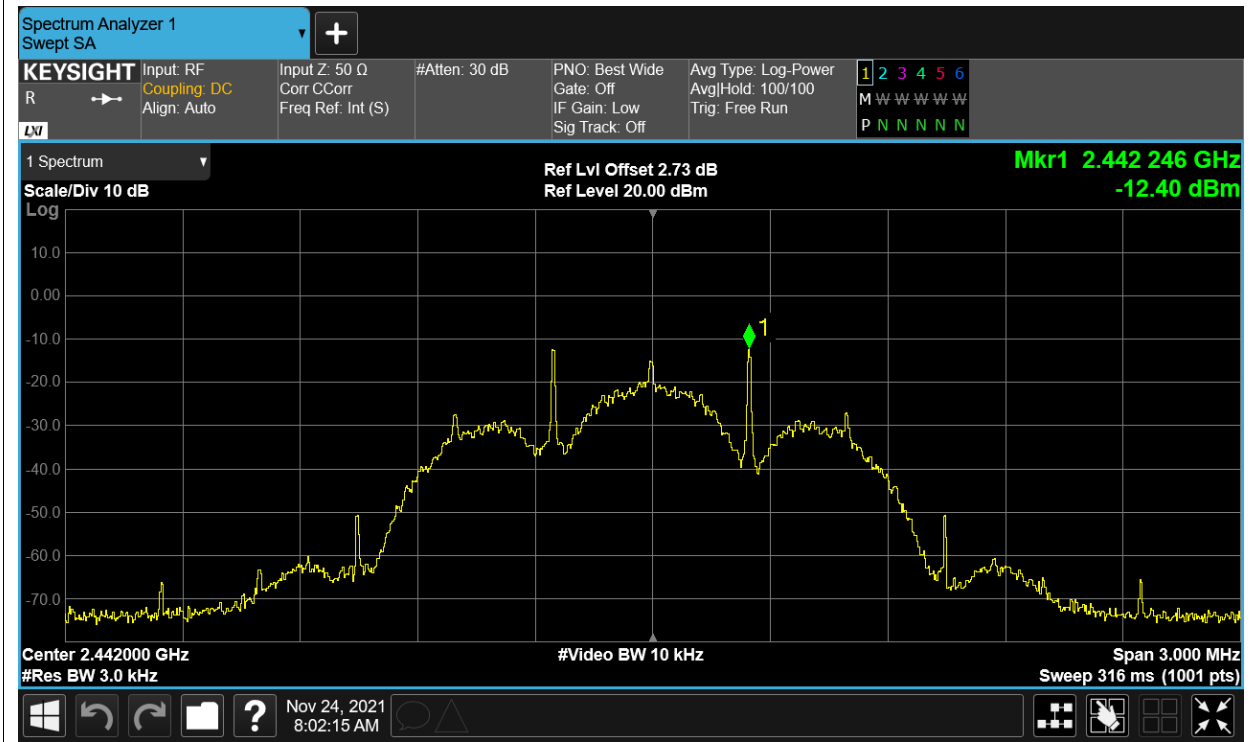 Spectrum Analyzer 1
Swept SA
KEYSIGHT
R
LXI
Input: RF
Coupling: DC
Align: Auto
Input Z: 50 Ω
Corr CCorr
Freq Ref: Int (S)
#Atten: 30 dB
PNO: Best Wide
Gate: Off
IF Gain: Low
Sig Track: Off
Avg Type: Log-Power
Avg|Hold: 100/100
Trig: Free Run
1 2 3 4 5 6
M W W W W W
P N N N N N
1 Spectrum
Scale/Div 10 dB
Log
Ref Lvl Offset 2.73 dB
Ref Level 20.00 dBm
Mkr1 2.442 246 GHz
-12.40 dBm
10.0
0.00
-10.0
-20.0
-30.0
-40.0
-50.0
-60.0
-70.0
1
Center 2.442000 GHz
#Res BW 3.0 kHz
#Video BW 10 kHz
Span 3.000 MHz
Sweep 316 ms (1001 pts)
?
Nov 24, 2021
8:02:15 AM